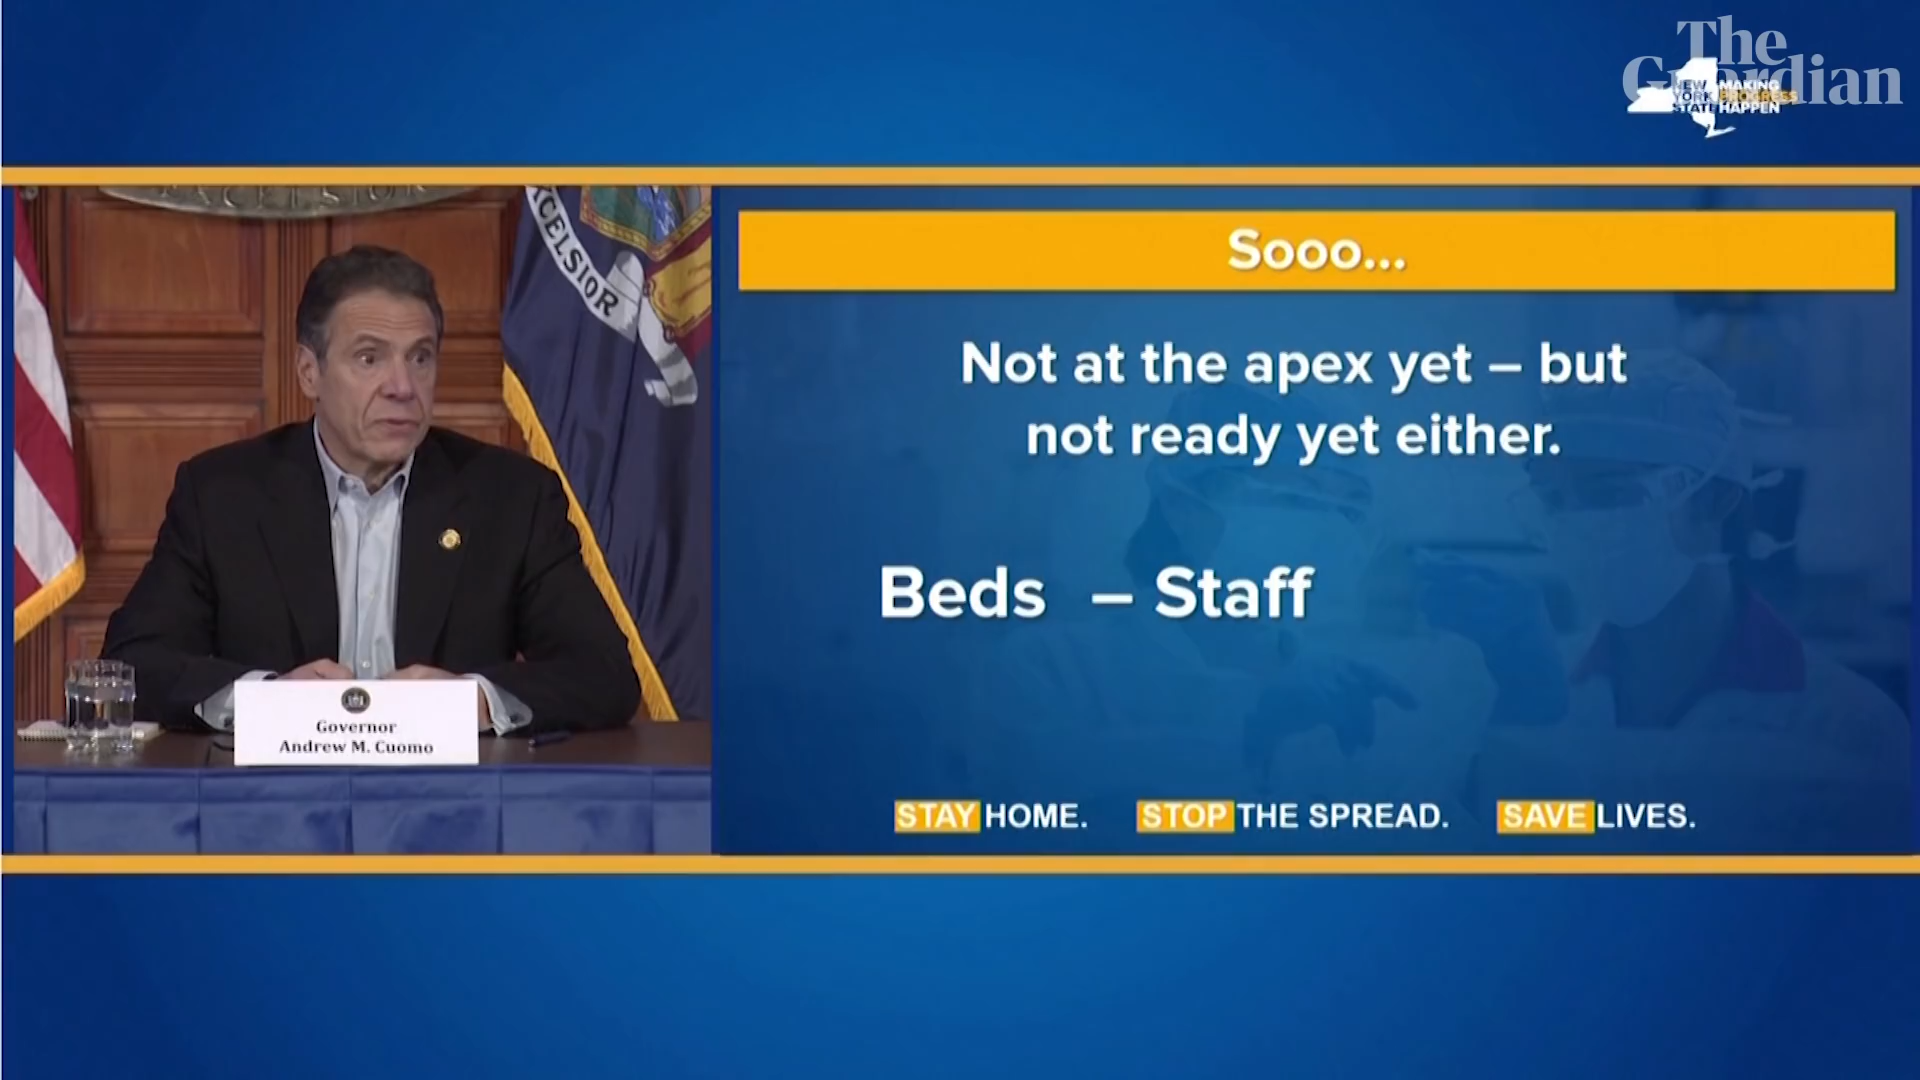 The
Guardian
NEW
YORK
STATE
MAKING
PROGRESS
HAPPEN
EXCELSIOR
EXCELSIOR
Sooo...
Not at the apex yet – but
not ready yet either.
Beds – Staff
Governor
Andrew M. Cuomo
STAY HOME. STOP THE SPREAD. SAVE LIVES.